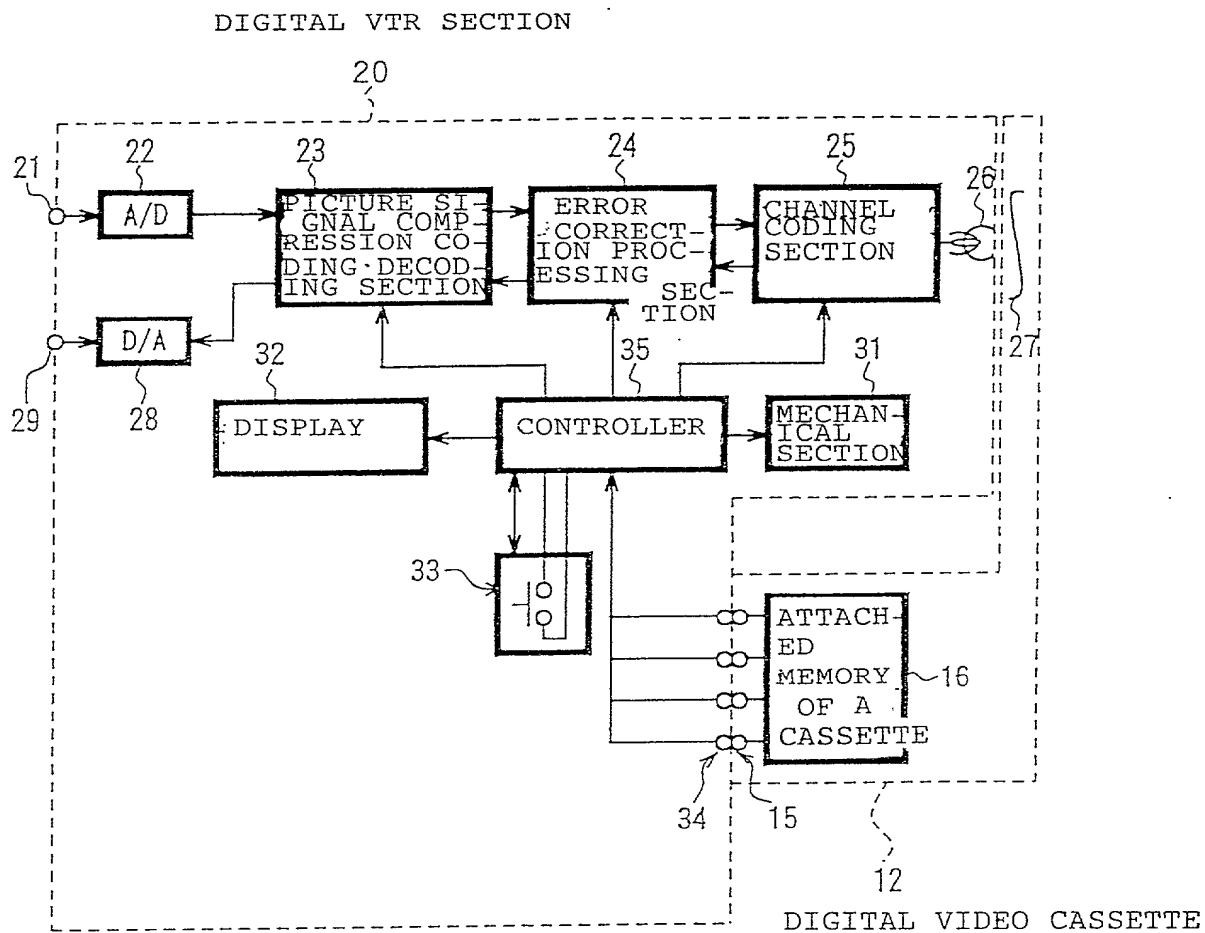 DIGITAL VTR SECTION
20
21
22
23
24
25
26
A/D
PICTURE SI-
GNAL COMP-
RESSION CO-
DING·DECOD-
ING SECTION
ERROR
CORRECT-
ION PROC-
ESSING
SEC-
TION
CHANNEL
CODING
SECTION
27
29
D/A
28
32
35
31
DISPLAY
CONTROLLER
MECHAN-
ICAL
SECTION
33
ATTACH-
ED
MEMORY
OF A
CASSETTE
16
34
15
12
DIGITAL VIDEO CASSETTE